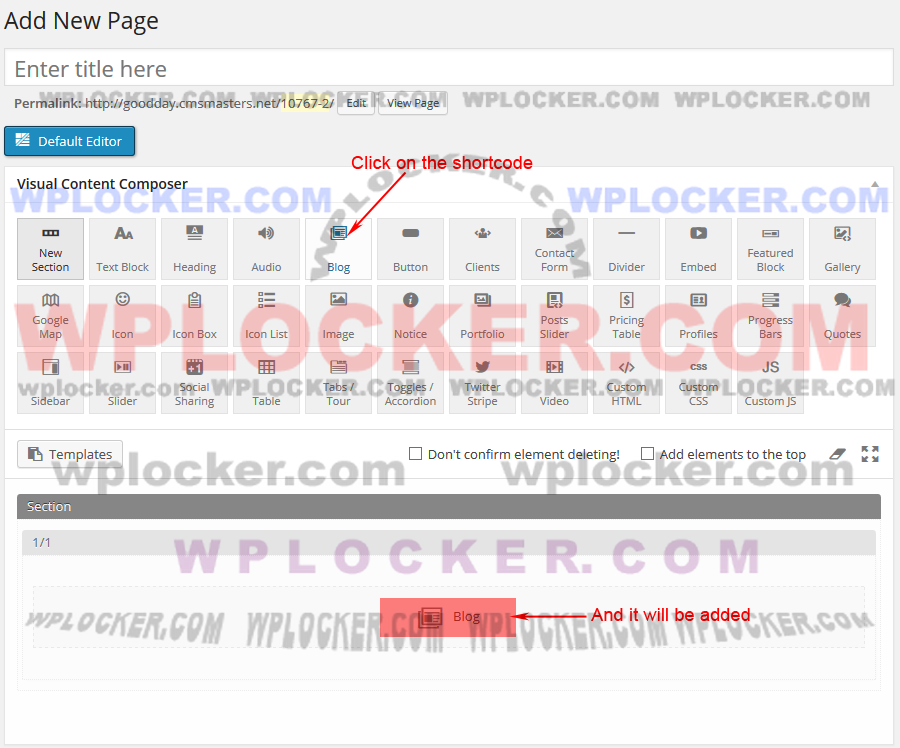 Add New Page
Enter title here
Permalink: http://goodday.cmsmasters.net/10767-2/ Edit View Page
WPLOCKER.COM WPLOCKER.COM WPLOCKER.COM WPLOCKER.COM
Default Editor
Click on the shortcode
Visual Content Composer
WPLOCKER.COM wplocker.com WPLOCKER.COM
New Section Text Block Heading Audio Blog Button Clients Contact Form Divider Embed Featured Block Gallery
Google Map Icon Icon Box Icon List Image Notice Portfolio Posts Slider Pricing Table Profiles Progress Bars Quotes
WPLOCKER.COM
Sidebar Slider Social Sharing Table Tabs / Tour Toggles / Accordion Twitter Stripe Video Custom HTML Custom CSS Custom JS
wplocker.com WPLOCKER.COM WPLOCKER.COM WPLOCKER.COM
Templates Don't confirm element deleting! Add elements to the top
wplocker.com wplocker.com
Section
1/1
WPLOCKER.COM
Blog And it will be added
WPLOCKER.COM WPLOCKER.COM WPLOCKER.COM WPLOCKER.COM